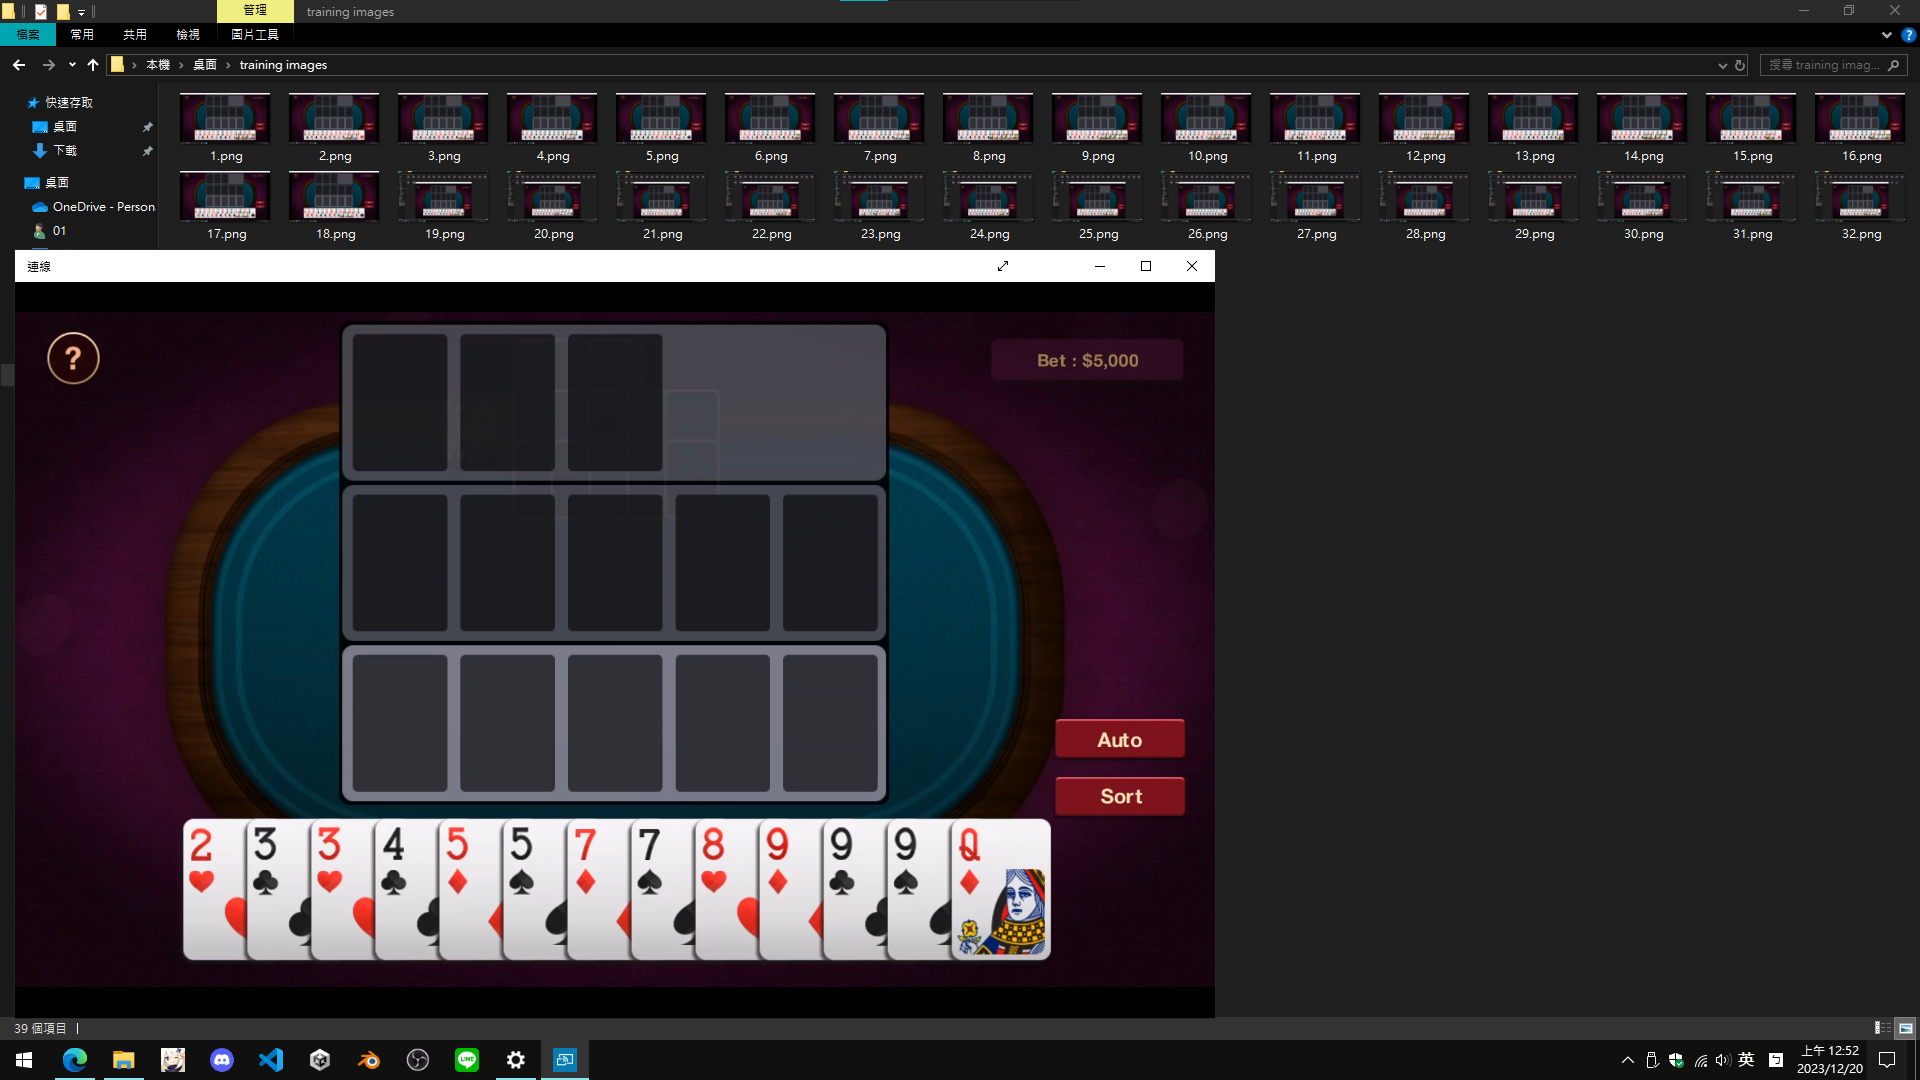 管理
training images
檔案
常用
共用
檢視
圖片工具
本機
桌面
training images
搜尋 training imag...
快速存取
桌面
下載
桌面
OneDrive - Person
01
1.png
2.png
3.png
4.png
5.png
6.png
7.png
8.png
9.png
10.png
11.png
12.png
13.png
14.png
15.png
16.png
17.png
18.png
19.png
20.png
21.png
22.png
23.png
24.png
25.png
26.png
27.png
28.png
29.png
30.png
31.png
32.png
連線
?
Bet : $5,000
Auto
Sort
2
3
3
4
5
5
7
7
8
9
9
9
Q
39 個項目
LINE
英
ㄅ
上午 12:52
2023/12/20